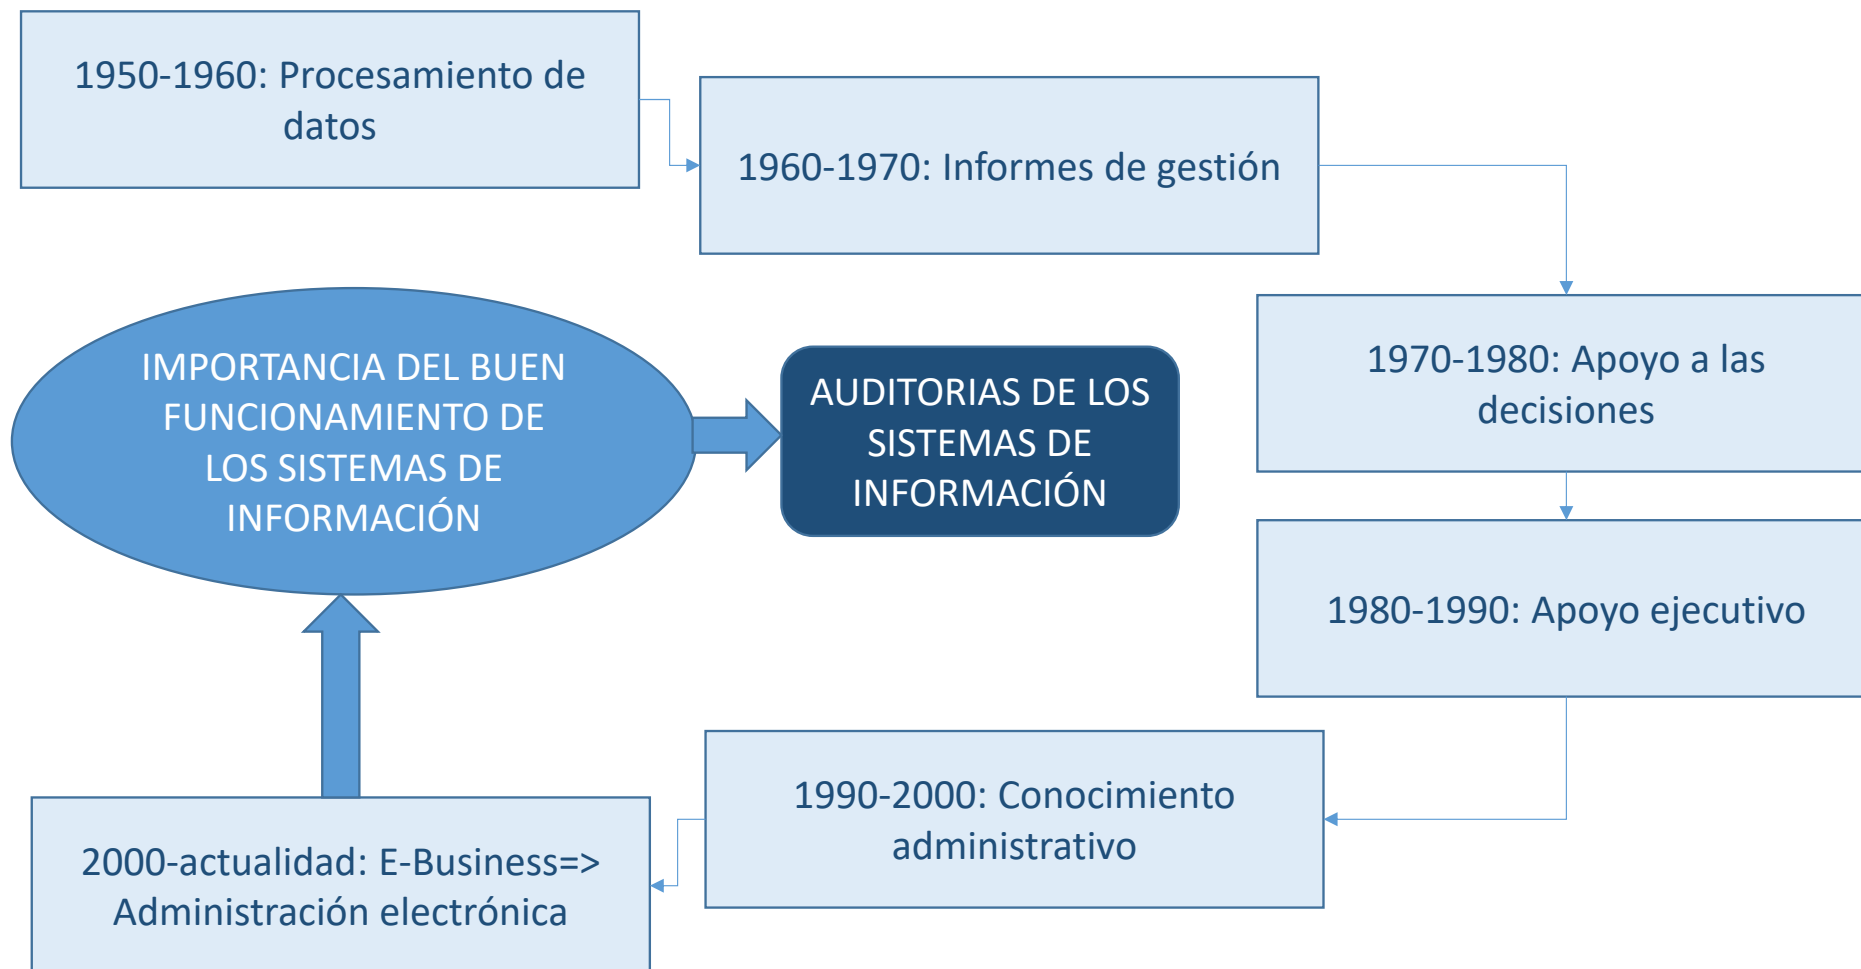 1950-1960: Procesamiento de
datos
1960-1970: Informes de gestión
1970-1980: Apoyo a las
decisiones
1980-1990: Apoyo ejecutivo
1990-2000: Conocimiento
administrativo
2000-actualidad: E-Business=>
Administración electrónica
IMPORTANCIA DEL BUEN
FUNCIONAMIENTO DE
LOS SISTEMAS DE
INFORMACIÓN
AUDITORIAS DE LOS
SISTEMAS DE
INFORMACIÓN